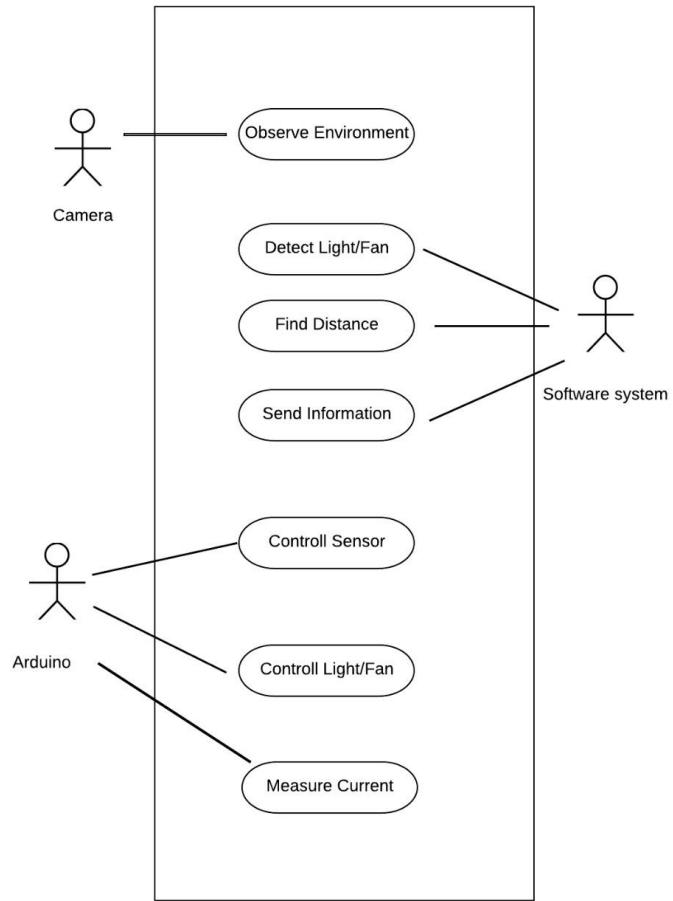 Observe Environment
Camera
Detect Light/Fan
Find Distance
Software system
Send Information
Controll Sensor
Arduino
Controll Light/Fan
Measure Current